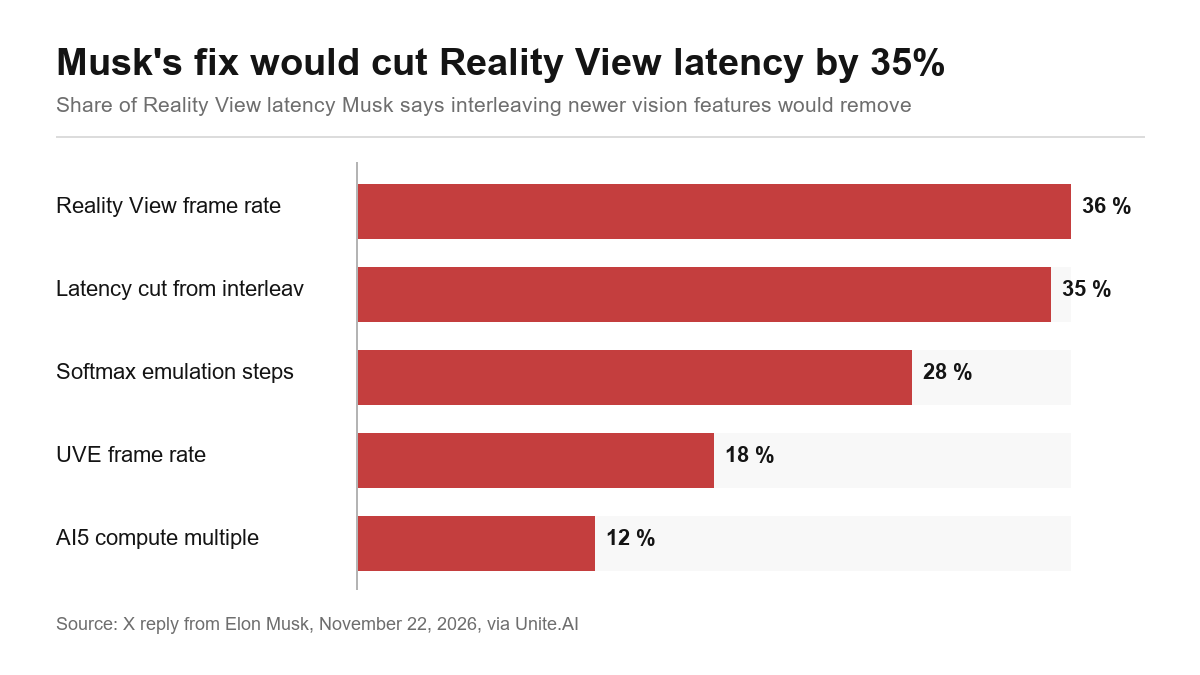 Musk's fix would cut Reality View latency by 35%
Share of Reality View latency Musk says interleaving newer vision features would remove
Reality View frame rate
36 %
Latency cut from interleav
35 %
Softmax emulation steps
28 %
UVE frame rate
18 %
AI5 compute multiple
12 %
Source: X reply from Elon Musk, November 22, 2026, via Unite.AI